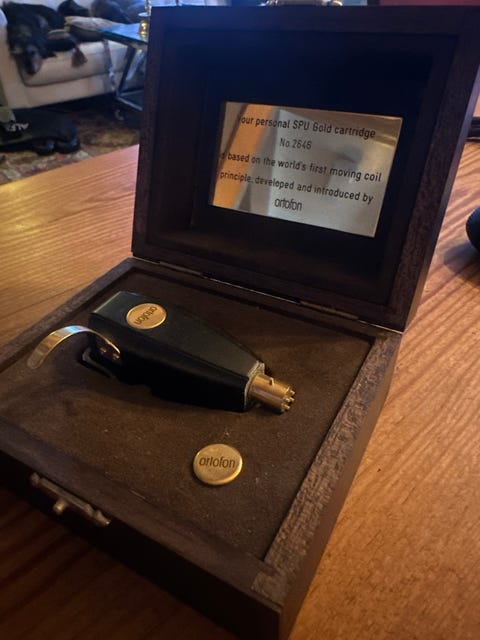 our personal SPU Gold cartridge
No.2646
based on the world's first moving coil
principle, developed and introduced by
ortofon
ortofon
ortofon